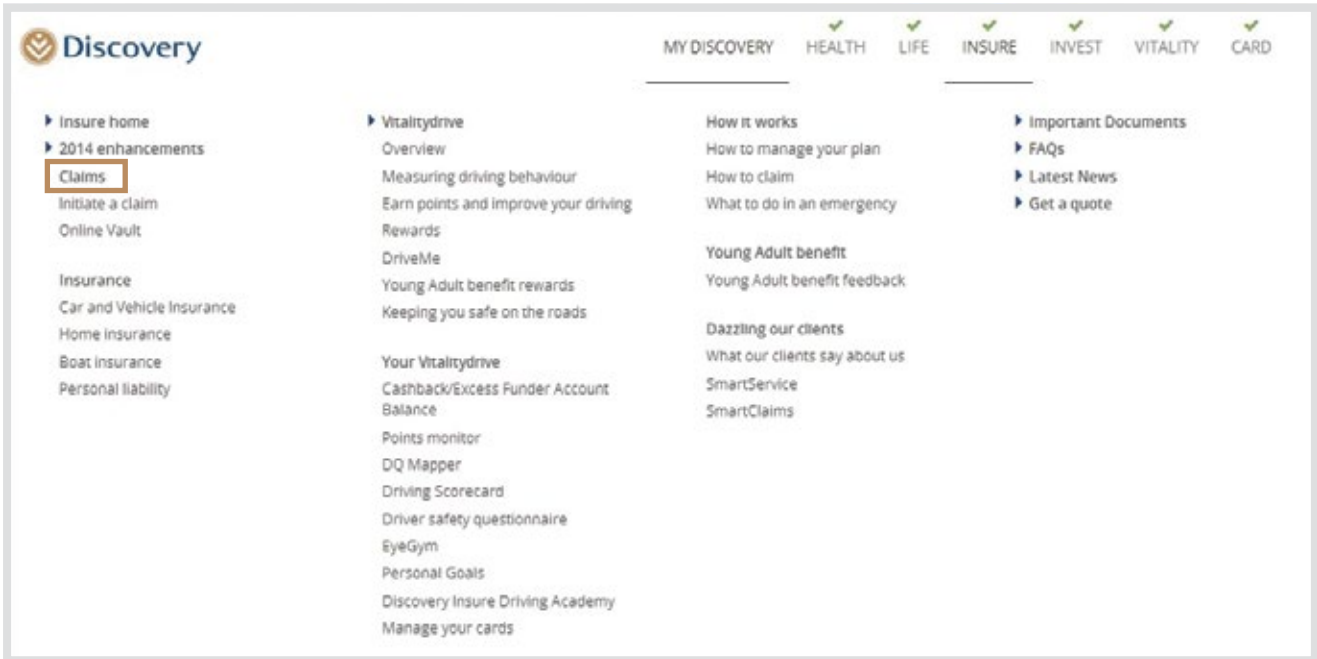 Discovery
MY DISCOVERY HEALTH LIFE INSURE INVEST VITALITY CARD
Insure home
2014 enhancements
Claims
Initiate a claim
Online Vault
Insurance
Car and Vehicle Insurance
Home insurance
Boat insurance
Personal liability
Vitalitydrive
Overview
Measuring driving behaviour
Earn points and improve your driving
Rewards
DriveMe
Young Adult benefit rewards
Keeping you safe on the roads
Your Vitalitydrive
Cashback/Excess Funder Account
Balance
Points monitor
DQ Mapper
Driving Scorecard
Driver safety questionnaire
EyeGym
Personal Goals
Discovery Insure Driving Academy
Manage your cards
How it works
How to manage your plan
How to claim
What to do in an emergency
Young Adult benefit
Young Adult benefit feedback
Dazzling our clients
What our clients say about us
SmartService
SmartClaims
Important Documents
FAQs
Latest News
Get a quote